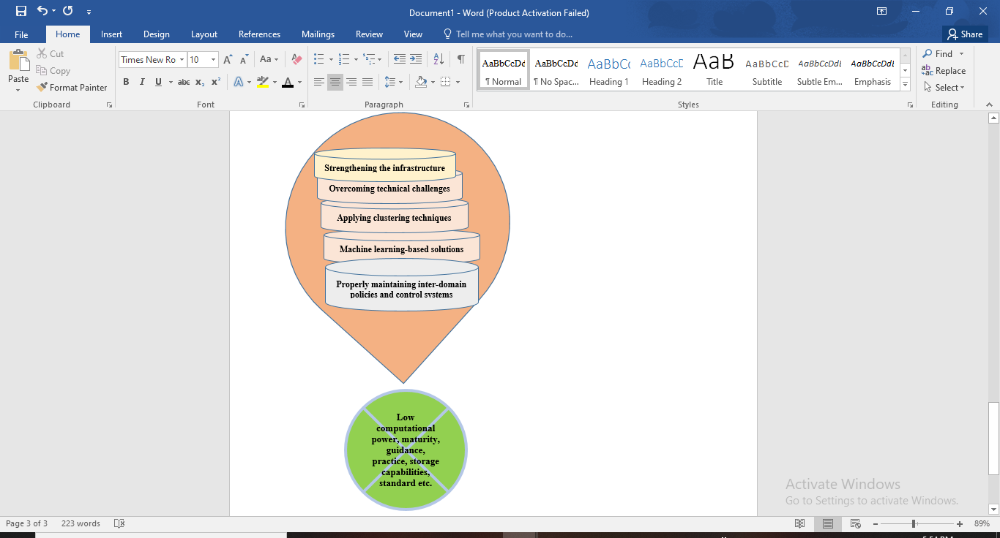 Document1 - Word (Product Activation Failed)
File Home Insert Design Layout References Mailings Review View Tell me what you want to do... Share
Paste
Cut
Copy
Format Painter
Clipboard
Times New Ro 10
Font
Paragraph
AaBbCcDd AaBbCcDd AaBbCc AaBbCcD AaB AaBbCcD AaBbCcDd AaBbCcDd
¶ Normal ¶ No Spac... Heading 1 Heading 2 Title Subtitle Subtle Em... Emphasis
Styles
Find
Replace
Select
Editing
Strengthening the infrastructure
Overcoming technical challenges
Applying clustering techniques
Machine learning-based solutions
Properly maintaining inter-domain
policies and control systems
Low
computational
power, maturity,
guidance,
practice, storage
capabilities,
standard etc.
Activate Windows
Go to Settings to activate Windows.
Page 3 of 3 223 words 89%